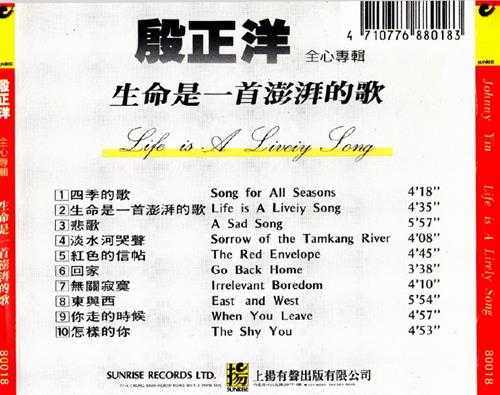 殷正洋 全心專輯
4 710776 880183
生命是一首澎湃的歌
Life is A Liveiy Song
1 四季的歌 Song for All Seasons 4'18"
2 生命是一首澎湃的歌 Life is A Liveiy Song 4'35"
3 悲歌 A Sad Song 5'57"
4 淡水河哭聲 Sorrow of the Tamkang River 4'08"
5 紅色的信帖 The Red Envelope 4'45"
6 回家 Go Back Home 3'38"
7 無關寂寞 Irrelevant Boredom 4'10"
8 東與西 East and West 5'54"
9 你走的時候 When You Leave 4'57"
10 怎樣的你 The Shy You 4'53"
SUNRISE RECORDS LTD. 揚 SUNRISE 上揚有聲出版有限公司
SUNRISE 殷正洋 全心專輯 生命是一首澎湃的歌 80018
SUNRISE Johnny Yin Life is A Lively Song 80018